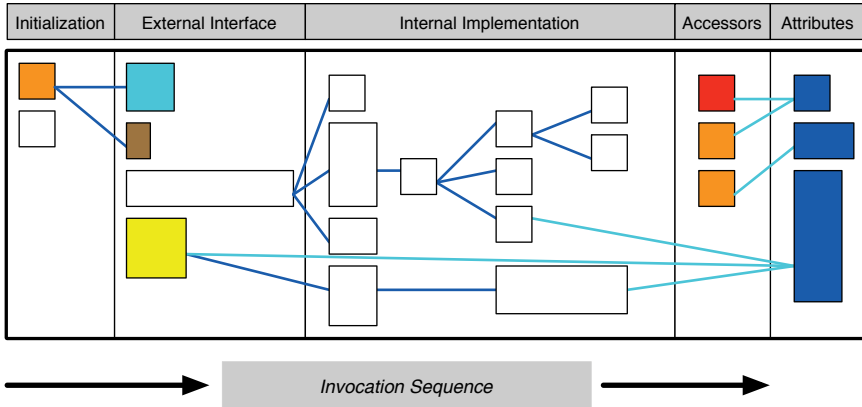 Initialization
External Interface
Internal Implementation
Accessors
Attributes
Invocation Sequence